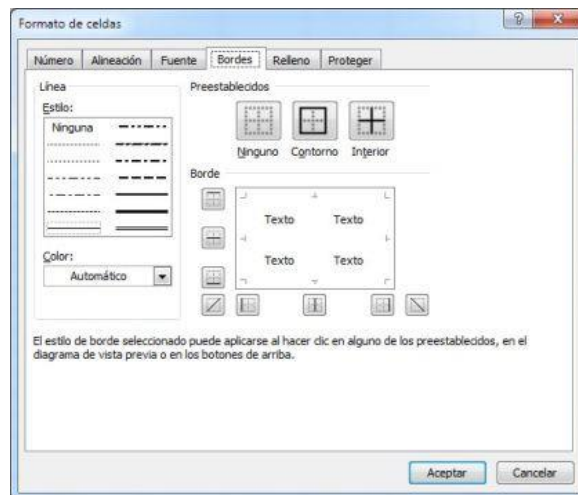 Formato de celdas
Número Alineación Fuente Bordes Relleno Proteger
Línea
Estilo:
Ninguna
Color:
Automático
Preestablecidos
Ninguno Contorno Interior
Borde
Texto Texto
Texto Texto
El estilo de borde seleccionado puede aplicarse al hacer clic en alguno de los preestablecidos, en el
diagrama de vista previa o en los botones de arriba.
Aceptar Cancelar